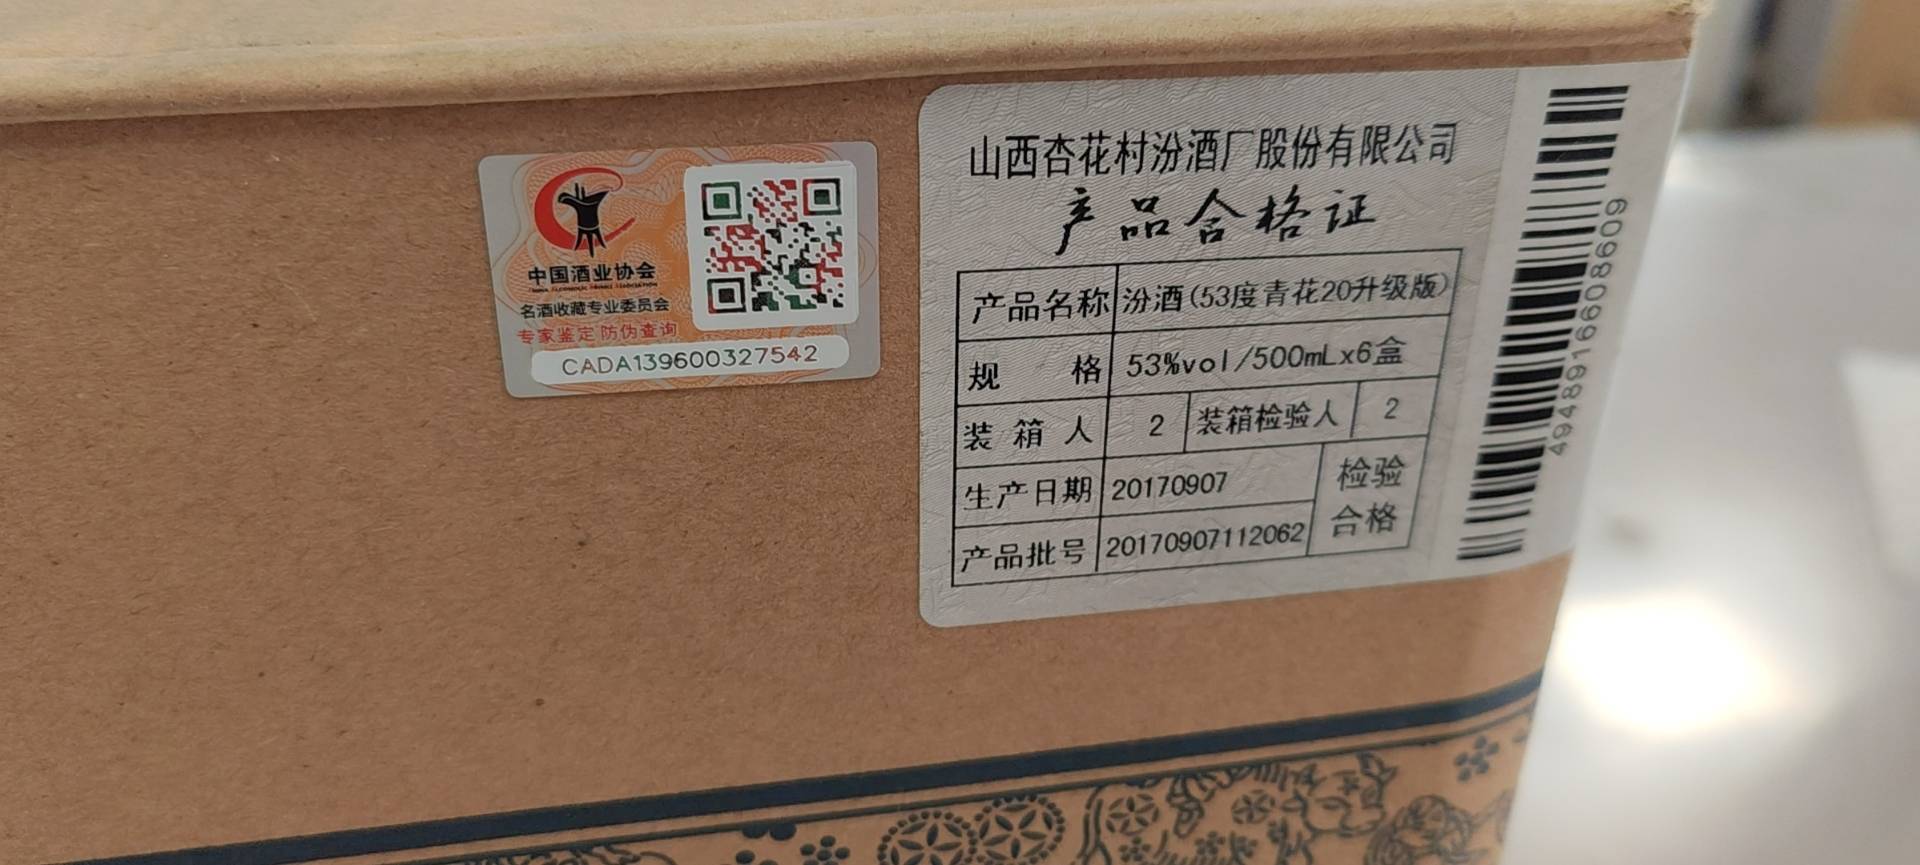 中国酒业协会
名酒收藏专业委员会
专家鉴定 防伪查询
CADA139600327542
山西杏花村汾酒厂股份有限公司
产品合格证
产品名称 汾酒(53度青花20升级版)
规 格 53%vol/500mLx6盒
装 箱 人 2 装箱检验人 2
生产日期 20170907 检验
产品批号 20170907112062 合格
4948916608609